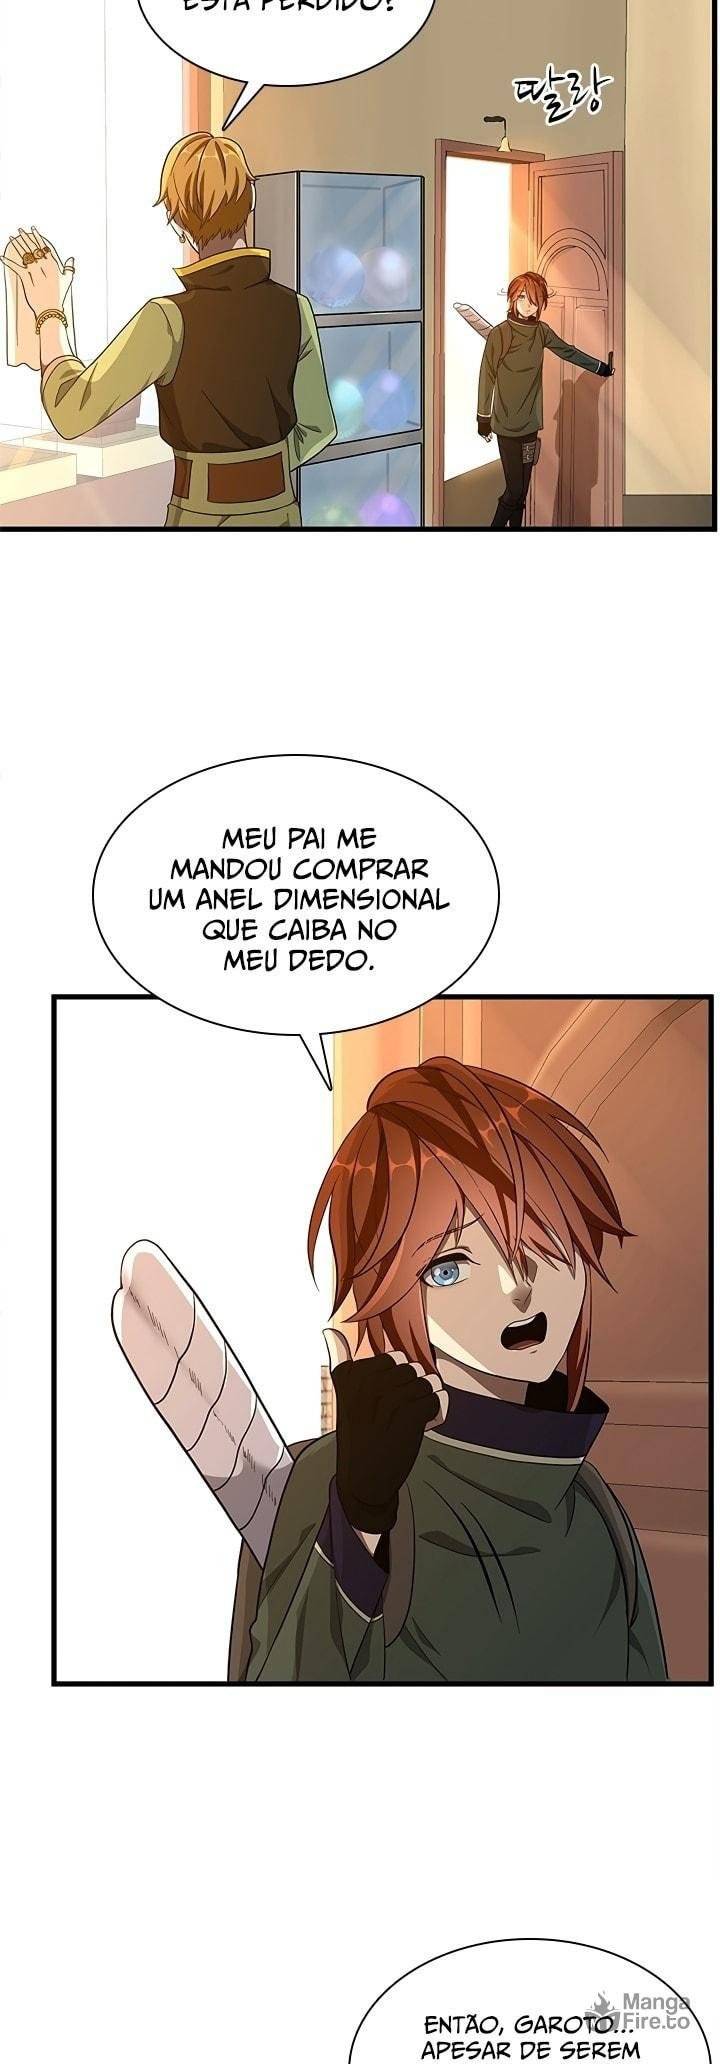 ESTÁ PERDIDO?
딸랑
MEU PAI ME
MANDOU COMPRAR
UM ANEL DIMENSIONAL
QUE CAIBA NO
MEU DEDO.
ENTÃO, GAROTO...
APESAR DE SEREM
Manga
Fire.to